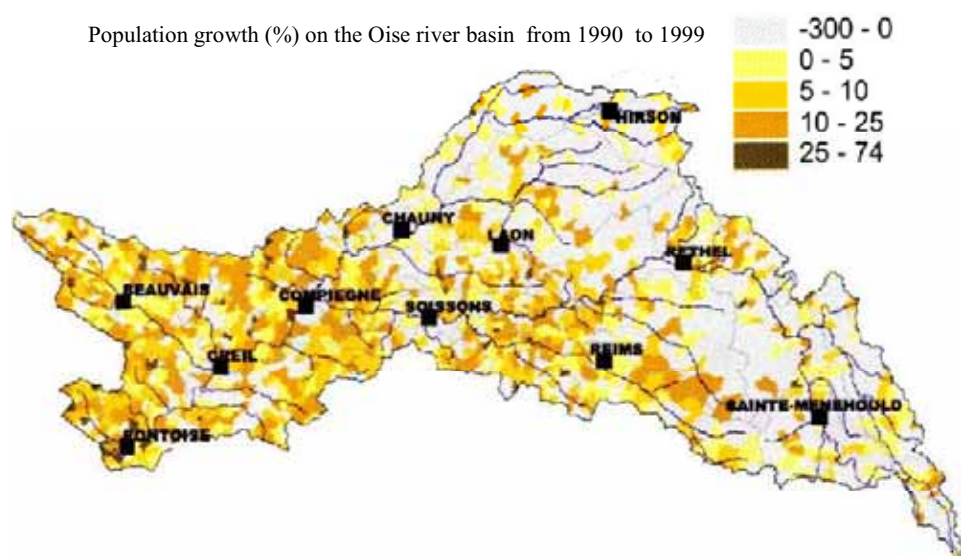 Population growth (%) on the Oise river basin from 1990 to 1999
-300 - 0
0 - 5
5 - 10
10 - 25
25 - 74
HIRSON
CHAUNY
LAON
RETHEL
BEAUVAIS
COMPIEGNE
SOISSONS
CREIL
REIMS
SAINTE-MENEHOULD
PONTOISE